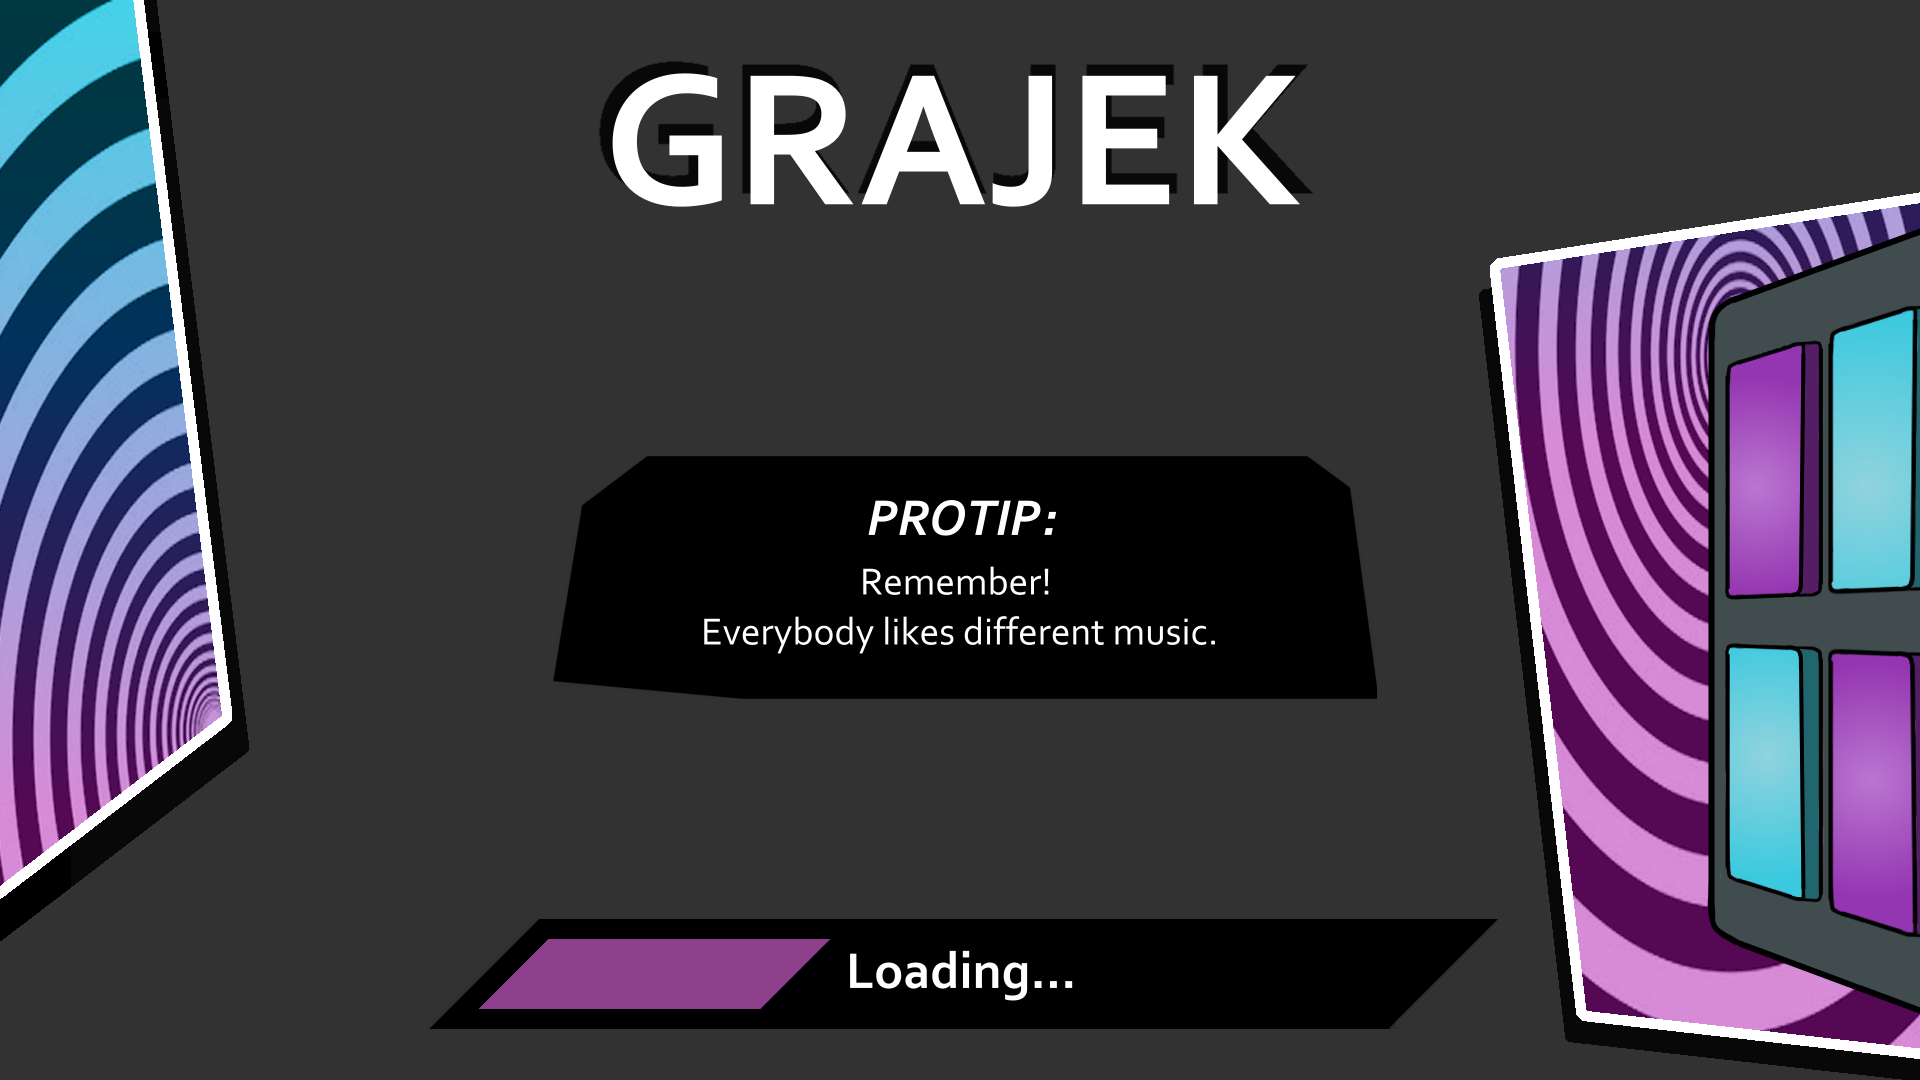 GRAJEK
PROTIP:
Remember!
Everybody likes different music.
Loading...